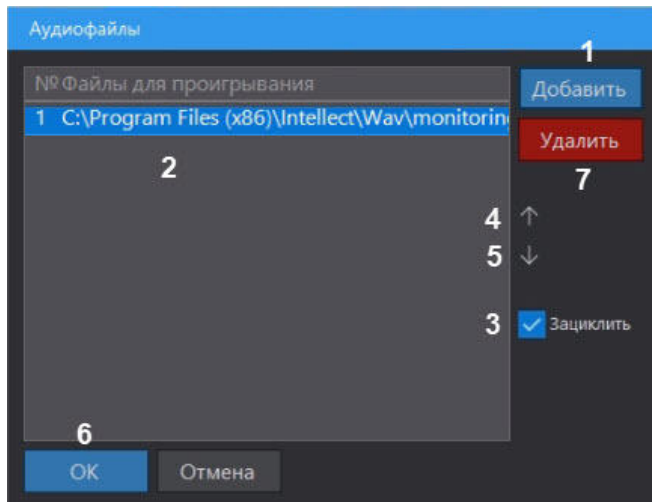 Аудиофайлы
1
№ Файлы для проигрывания
Добавить
1 C:\Program Files (x86)\Intellect\Wav\monitoring
Удалить
2
7
4 ↑
5 ↓
3 Зациклить
6
ОК Отмена